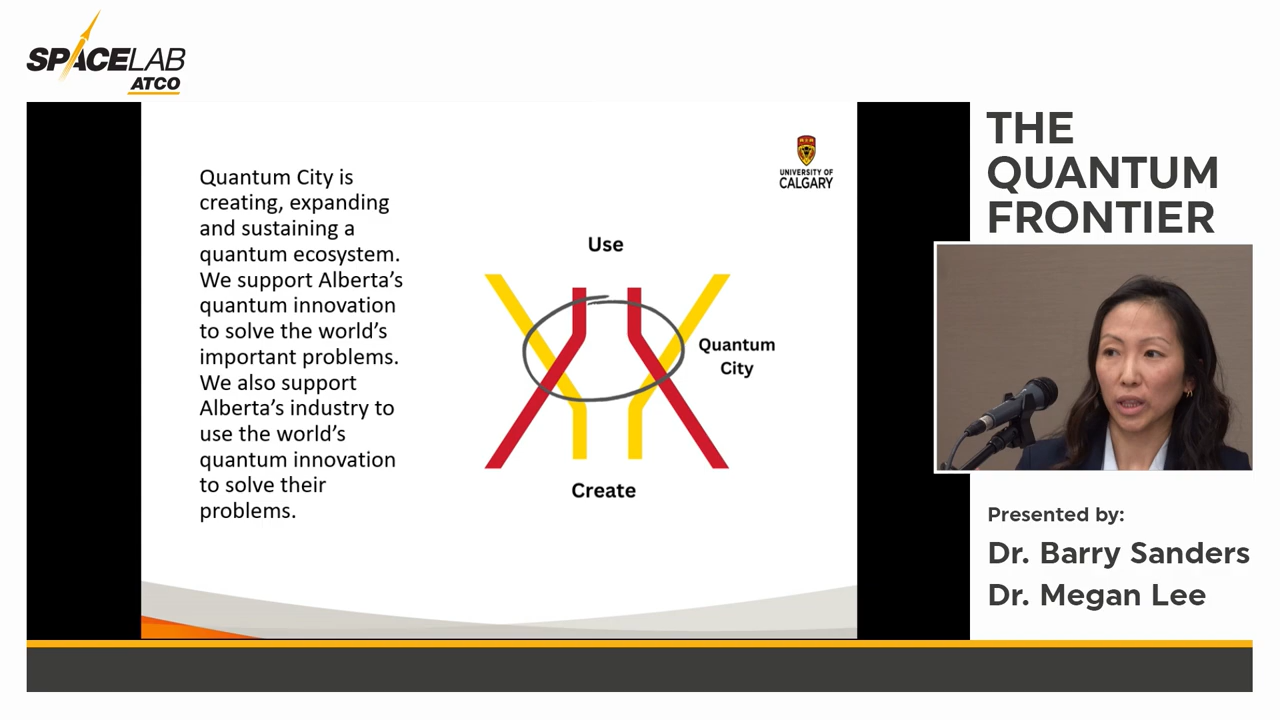 SPACELAB
ATCO
Quantum City is
creating, expanding
and sustaining a
quantum ecosystem.
We support Alberta’s
quantum innovation
to solve the world’s
important problems.
We also support
Alberta’s industry to
use the world’s
quantum innovation
to solve their
problems.
UNIVERSITY OF
CALGARY
Use
Quantum
City
Create
THE
QUANTUM
FRONTIER
Presented by:
Dr. Barry Sanders
Dr. Megan Lee